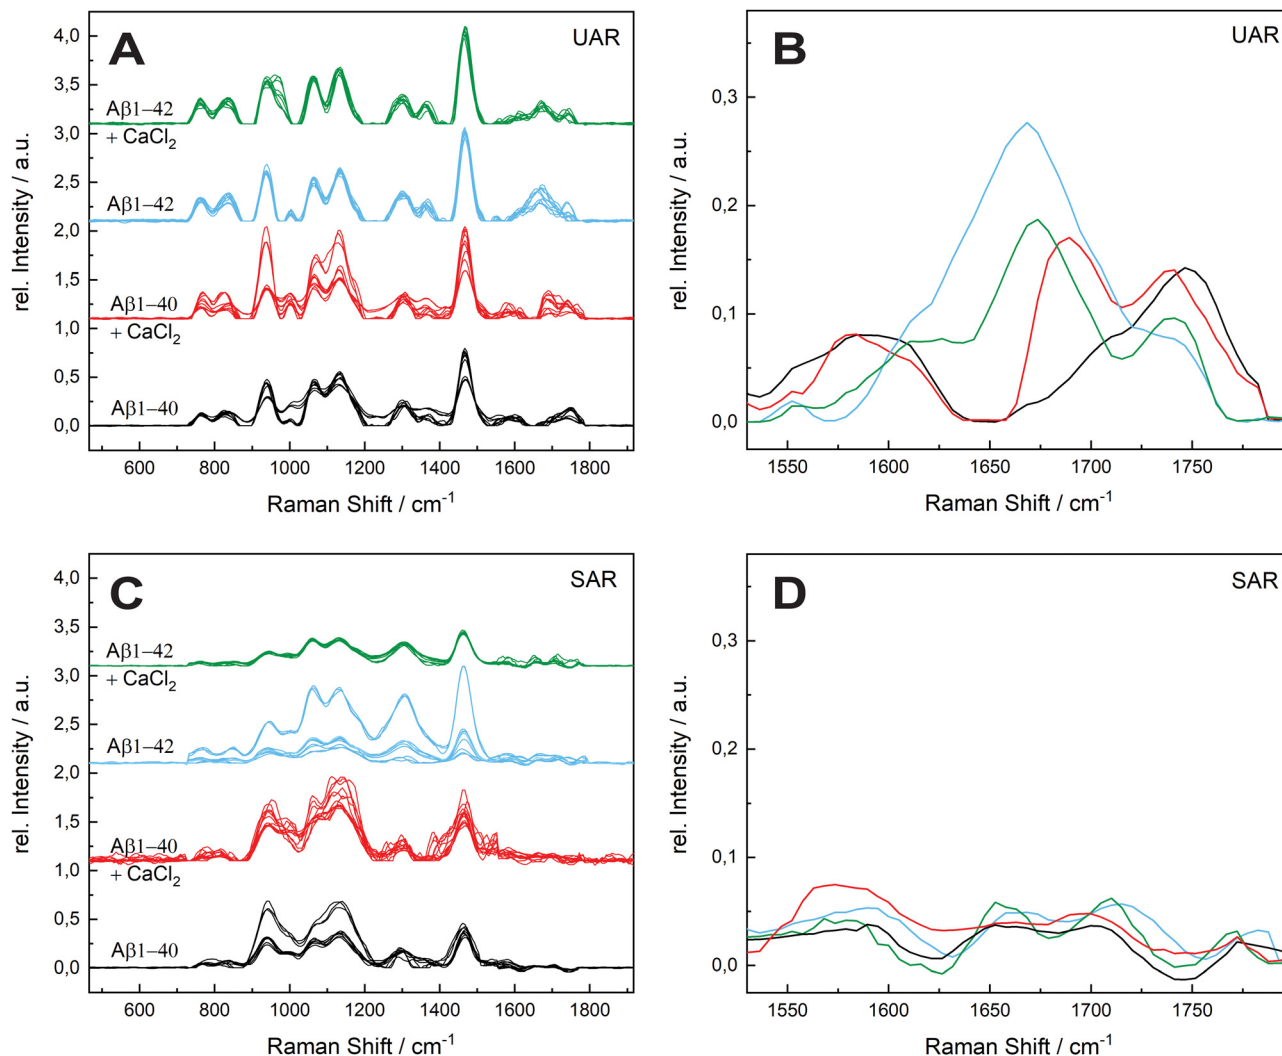 A
UAR
4,0
3,5
3,0
2,5
2,0
1,5
1,0
0,5
0,0
rel. Intensity / a.u.
Aβ1–42
+ CaCl₂
Aβ1–42
Aβ1–40
+ CaCl₂
Aβ1–40
600 800 1000 1200 1400 1600 1800
Raman Shift / cm⁻¹
B
UAR
0,3
0,2
0,1
0,0
rel. Intensity / a.u.
1550 1600 1650 1700 1750
Raman Shift / cm⁻¹
C
SAR
4,0
3,5
3,0
2,5
2,0
1,5
1,0
0,5
0,0
rel. Intensity / a.u.
Aβ1–42
+ CaCl₂
Aβ1–42
Aβ1–40
+ CaCl₂
Aβ1–40
600 800 1000 1200 1400 1600 1800
Raman Shift / cm⁻¹
D
SAR
0,3
0,2
0,1
0,0
rel. Intensity / a.u.
1550 1600 1650 1700 1750
Raman Shift / cm⁻¹